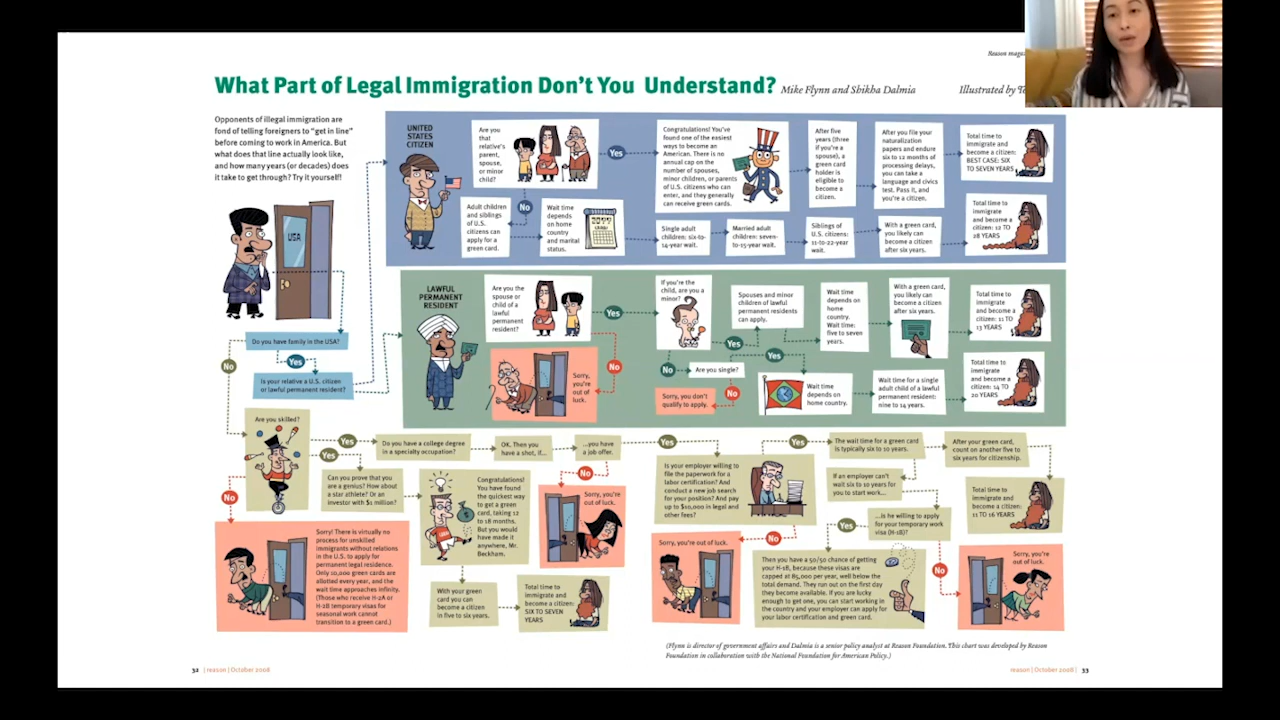 Reason maga
What Part of Legal Immigration Don't You Understand? Mike Flynn and Shikha Dalmia
Illustrated by
Opponents of illegal immigration are
fond of telling foreigners to "get in line"
before coming to work in America. But
what does that line actually look like,
and how many years (or decades) does
it take to get through? Try it yourself!
USA
Do you have family in the USA?
No
Yes
Is your relative a U.S. citizen
or lawful permanent resident?
UNITED
STATES
CITIZEN
Are you
that
relative's
parent,
spouse,
or minor
child?
Yes
Congratulations! You've
found one of the easiest
ways to become an
American. There is no
annual cap on the
number of spouses,
minor children, or parents
of U.S. citizens who can
enter, and they generally
can receive green cards.
After five
years (three
if you're a
spouse), a
green card
holder is
eligible to
become a
citizen.
After you file your
naturalization
papers and endure
six to 12 months of
processing delays,
you can take a
language and civics
test. Pass it, and
you're a citizen.
Total time to
immigrate
and become
a citizen:
BEST CASE: SIX
TO SEVEN YEARS
No
Adult children
and siblings
of U.S.
citizens can
apply for a
green card.
Wait time
depends
on home
country
and marital
status.
Single adult
children: six-to-
14-year wait.
Married adult
children: seven-
to-15-year wait.
Siblings of
U.S. citizens:
11-to-22-year
wait.
With a green
card, you
likely can
become a citizen
after six years.
Total time to
immigrate
and become a
citizen: 12 TO
28 YEARS
LAWFUL
PERMANENT
RESIDENT
Are you the
spouse or
child of a
lawful
permanent
resident?
Yes
No
Sorry,
you're
out of
luck.
If you're the
child, are you a
minor?
Yes
No
Spouses and minor
children of lawful
permanent residents
can apply.
Wait time
depends on
home
country.
Wait time:
five to seven
years.
With a green card,
you likely can
become a citizen
after six years.
Total time to
immigrate
and become a
citizen: 11 TO
13 YEARS
Are you single?
Yes
No
Sorry, you don't
qualify to apply.
Wait time
depends on
home country.
Wait time for a single
adult child of a lawful
permanent resident:
nine to 14 years.
Total time to
immigrate
and become a
citizen: 14 TO
20 YEARS
Are you skilled?
Yes
Yes
No
Do you have a college degree
in a specialty occupation?
OK. Then you
have a shot, if...
...you have
a job offer.
Yes
No
Sorry, you're
out of luck.
Can you prove that you
are a genius? How about
a star athlete? Or an
investor with $1 million?
Congratulations!
You have found
the quickest
way to get a
green card,
taking 12
to 18 months.
But you would
have made it
anywhere, Mr.
Beckham.
With your green
card you can
become a citizen
in five to six years.
Total time to
immigrate and
become a citizen:
SIX TO SEVEN
YEARS
Sorry! There is virtually no
process for unskilled
immigrants without relations
in the U.S. to apply for
permanent legal residence.
Only 10,000 green cards are
allotted every year, and the
wait time approaches infinity.
(Those who receive H-2A or
H-2B temporary visas for
seasonal work cannot
transition to a green card.)
Is your employer willing to
file the paperwork for a
labor certification? And
conduct a new job search
for your position? And pay
up to $10,000 in legal and
other fees?
Yes
No
Sorry, you're out of luck.
The wait time for a green card
is typically six to 10 years.
After your green card,
count on another five to
six years for citizenship.
Total time to
immigrate and
become a citizen:
11 TO 16 YEARS
If an employer can't
wait six to 10 years for
you to start work...
...is he willing to apply
for your temporary work
visa (H-1B)?
Yes
No
Sorry, you're
out of luck.
Then you have a 50/50 chance of getting
your H-1B, because these visas are
capped at 85,000 per year, well below the
total demand. They run out on the first day
they become available. If you are lucky
enough to get one, you can start working in
the country and your employer can apply for
your labor certification and green card.
(Flynn is director of government affairs and Dalmia is a senior policy analyst at Reason Foundation. This chart was developed by Reason
Foundation in collaboration with the National Foundation for American Policy.)
32 | reason | October 2008
reason | October 2008 | 33